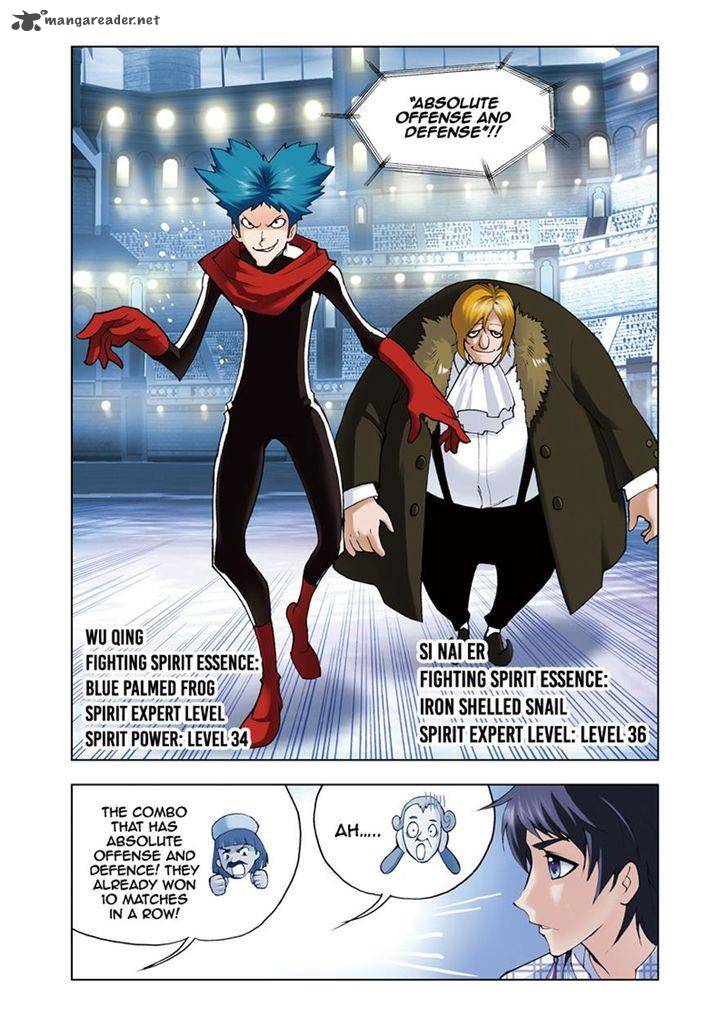 mangareader.net
"ABSOLUTE
OFFENSE AND
DEFENSE"!!
WU QING
FIGHTING SPIRIT ESSENCE:
BLUE PALMED FROG
SPIRIT EXPERT LEVEL
SPIRIT POWER: LEVEL 34
SI NAI ER
FIGHTING SPIRIT ESSENCE:
IRON SHELLED SNAIL
SPIRIT EXPERT LEVEL: LEVEL 36
THE COMBO
THAT HAS
ABSOLUTE
OFFENSE AND
DEFENCE! THEY
ALREADY WON
10 MATCHES
IN A ROW!
AH.....